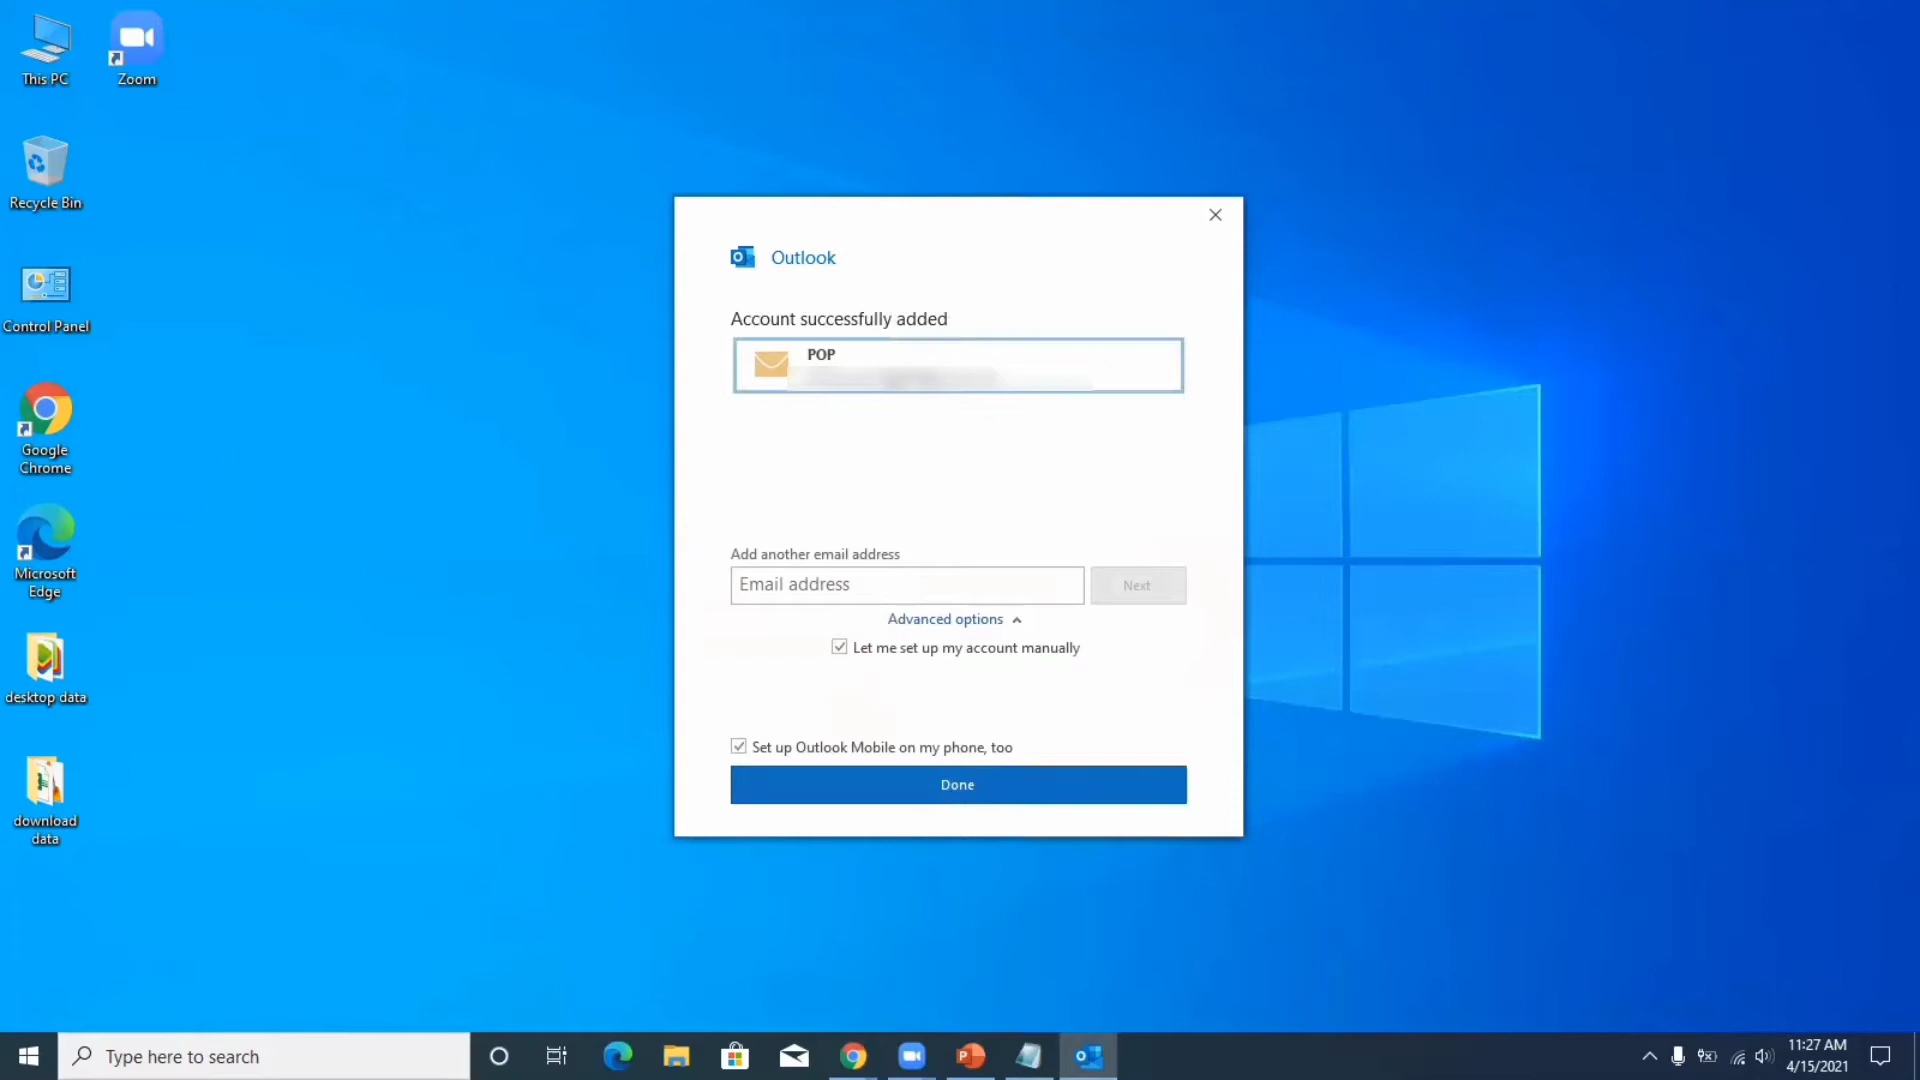 This PC
Zoom
Recycle Bin
Control Panel
Google
Chrome
Microsoft
Edge
desktop data
download
data
Outlook
Account successfully added
POP
Add another email address
Email address
Next
Advanced options
Let me set up my account manually
Set up Outlook Mobile on my phone, too
Done
Type here to search
11:27 AM
4/15/2021